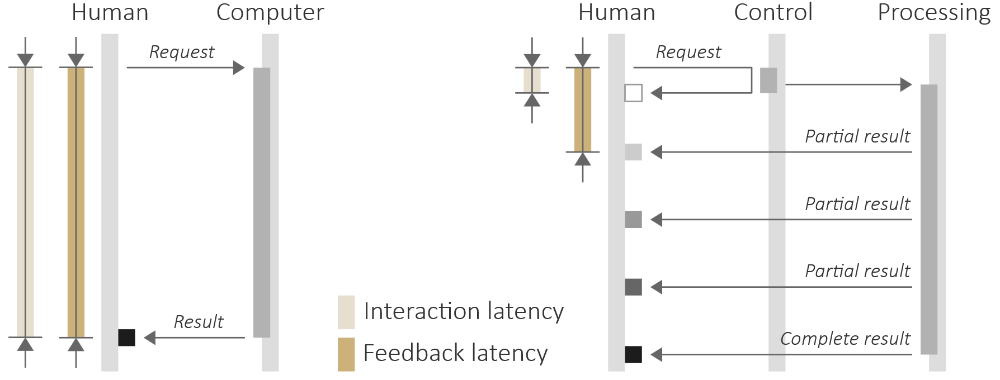 Human
Computer
Request
Result
Interaction latency
Feedback latency
Human
Control
Processing
Request
Partial result
Partial result
Partial result
Complete result